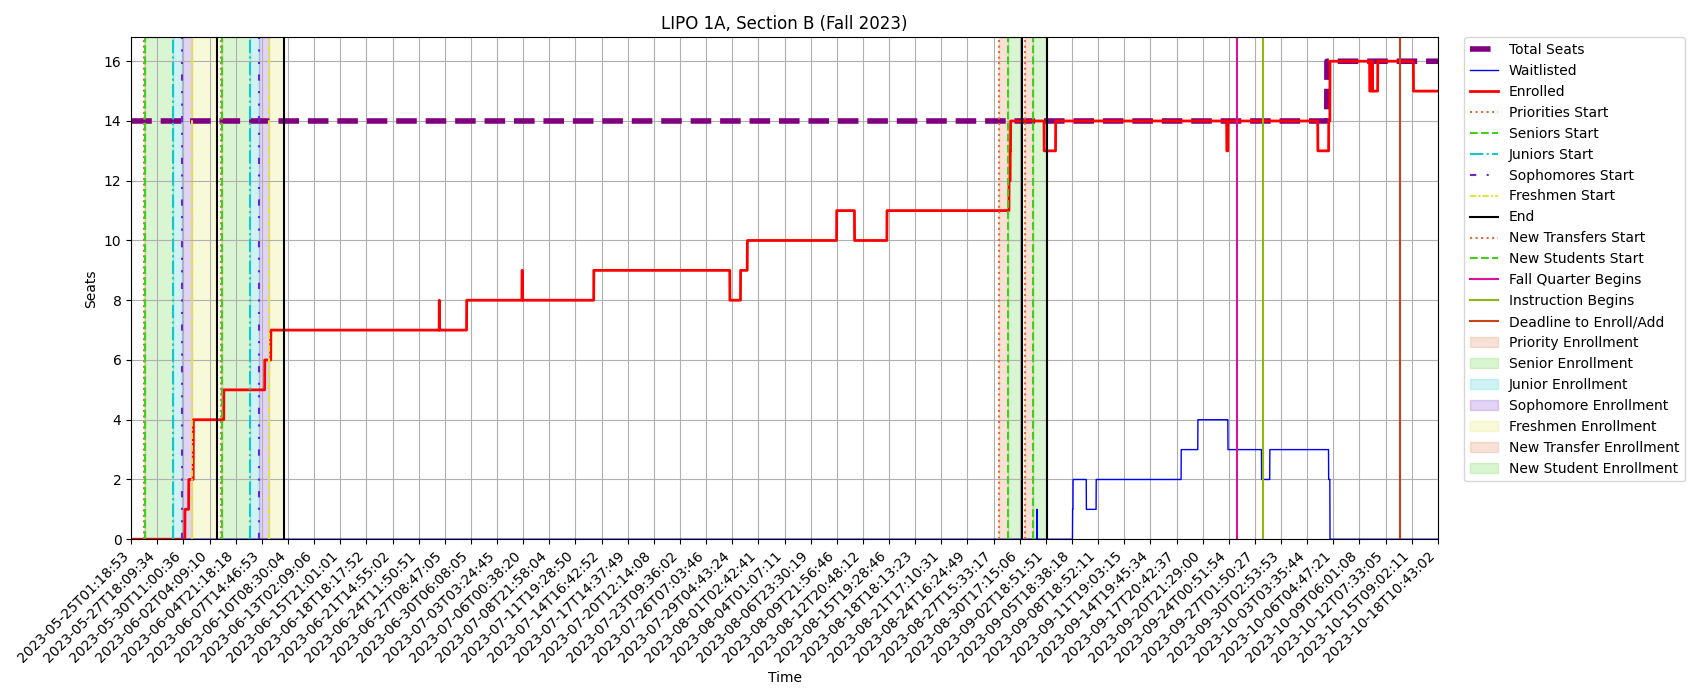 LIPO 1A, Section B (Fall 2023)
Seats
16
14
12
10
8
6
4
2
0
2023-05-25T01:18:53
2023-05-27T18:09:34
2023-05-30T11:00:36
2023-06-02T04:09:10
2023-06-04T21:18:18
2023-06-07T14:46:53
2023-06-10T08:30:04
2023-06-13T02:09:06
2023-06-15T21:01:01
2023-06-18T18:17:52
2023-06-21T14:55:02
2023-06-24T11:50:51
2023-06-27T08:47:05
2023-06-30T06:08:05
2023-07-03T03:24:45
2023-07-06T00:38:20
2023-07-08T21:58:04
2023-07-11T19:28:50
2023-07-14T16:42:52
2023-07-17T14:37:49
2023-07-20T12:14:08
2023-07-23T09:36:02
2023-07-26T07:03:46
2023-07-29T04:43:24
2023-08-01T02:42:41
2023-08-04T01:07:11
2023-08-06T23:30:19
2023-08-09T21:56:46
2023-08-12T20:48:12
2023-08-15T19:28:46
2023-08-18T18:13:23
2023-08-21T17:10:31
2023-08-24T16:24:49
2023-08-27T15:33:17
2023-08-30T17:15:06
2023-09-02T18:51:51
2023-09-05T18:38:18
2023-09-08T18:52:11
2023-09-11T19:03:15
2023-09-14T19:45:34
2023-09-17T20:42:37
2023-09-20T21:29:00
2023-09-24T00:51:54
2023-09-27T01:50:27
2023-09-30T02:53:53
2023-10-03T03:35:44
2023-10-06T04:47:21
2023-10-09T06:01:08
2023-10-12T07:33:05
2023-10-15T09:02:11
2023-10-18T10:43:02
Time
Total Seats
Waitlisted
Enrolled
Priorities Start
Seniors Start
Juniors Start
Sophomores Start
Freshmen Start
End
New Transfers Start
New Students Start
Fall Quarter Begins
Instruction Begins
Deadline to Enroll/Add
Priority Enrollment
Senior Enrollment
Junior Enrollment
Sophomore Enrollment
Freshmen Enrollment
New Transfer Enrollment
New Student Enrollment